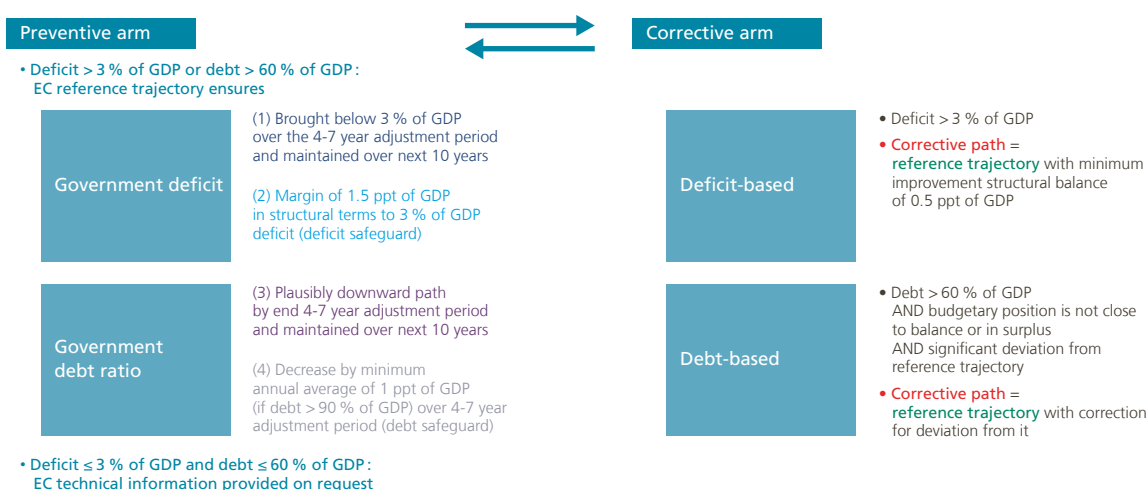 Preventive arm
• Deficit > 3 % of GDP or debt > 60 % of GDP:
EC reference trajectory ensures
Government deficit
(1) Brought below 3 % of GDP
over the 4-7 year adjustment period
and maintained over next 10 years
(2) Margin of 1.5 ppt of GDP
in structural terms to 3 % of GDP
deficit (deficit safeguard)
Government
debt ratio
(3) Plausibly downward path
by end 4-7 year adjustment period
and maintained over next 10 years
(4) Decrease by minimum
annual average of 1 ppt of GDP
(if debt > 90 % of GDP) over 4-7 year
adjustment period (debt safeguard)
• Deficit ≤ 3 % of GDP and debt ≤ 60 % of GDP:
EC technical information provided on request
Corrective arm
Deficit-based
• Deficit > 3 % of GDP
• Corrective path =
reference trajectory with minimum
improvement structural balance
of 0.5 ppt of GDP
Debt-based
• Debt > 60 % of GDP
AND budgetary position is not close
to balance or in surplus
AND significant deviation from
reference trajectory
• Corrective path =
reference trajectory with correction
for deviation from it